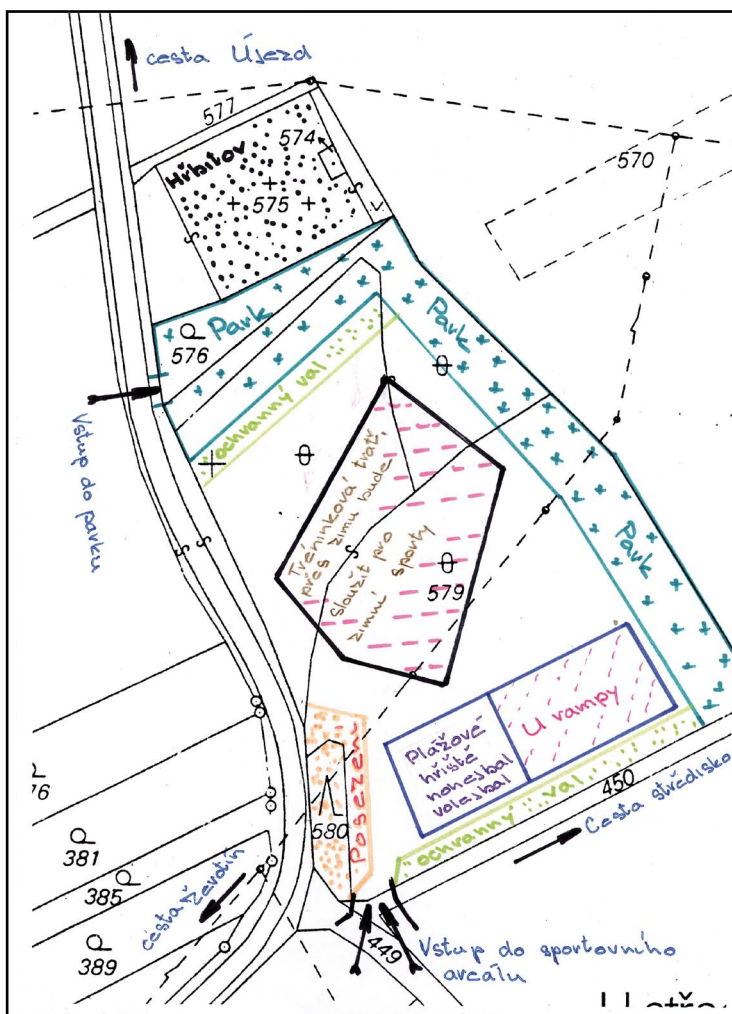 cesta Újezd
577
574
Hřbitov
575
570
Park
576
Park
ochranný val
Vstup do parku
Tréninková trať,
přes zimu bude
sloužit pro
zimní sporty
579
Park
U rampy
Plážové
hřiště
nohejbal
volejbal
Posezení
580
450
ochranný val
Cesta středisko
76
381
385
389
cesta Ževotín
449
Vstup do sportovního
areálu